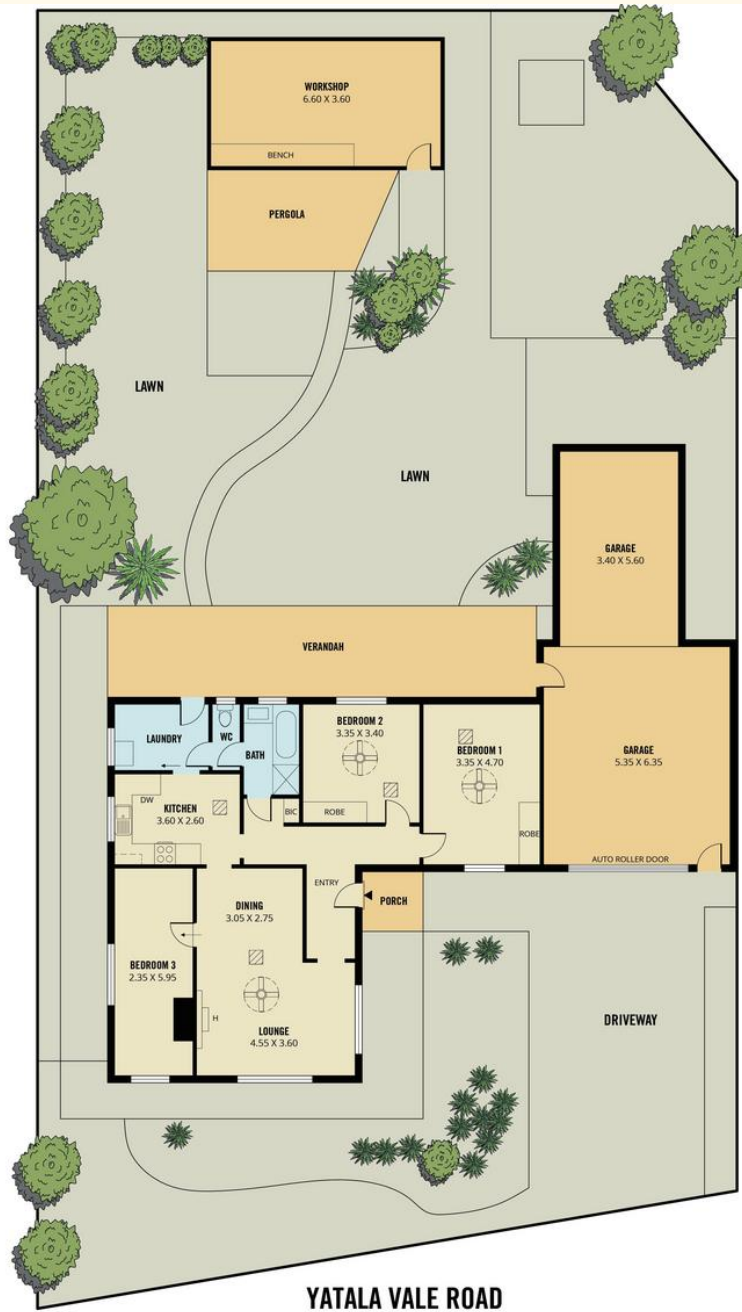 WORKSHOP
6.60 X 3.60
BENCH
PERGOLA
LAWN
LAWN
GARAGE
3.40 X 5.60
VERANDAH
LAUNDRY
WC
BATH
BEDROOM 2
3.35 X 3.40
BEDROOM 1
3.35 X 4.70
GARAGE
5.35 X 6.35
DW
KITCHEN
3.60 X 2.60
BIC
ROBE
ROBE
AUTO ROLLER DOOR
ENTRY
PORCH
DINING
3.05 X 2.75
BEDROOM 3
2.35 X 5.95
H
LOUNGE
4.55 X 3.60
DRIVEWAY
YATALA VALE ROAD